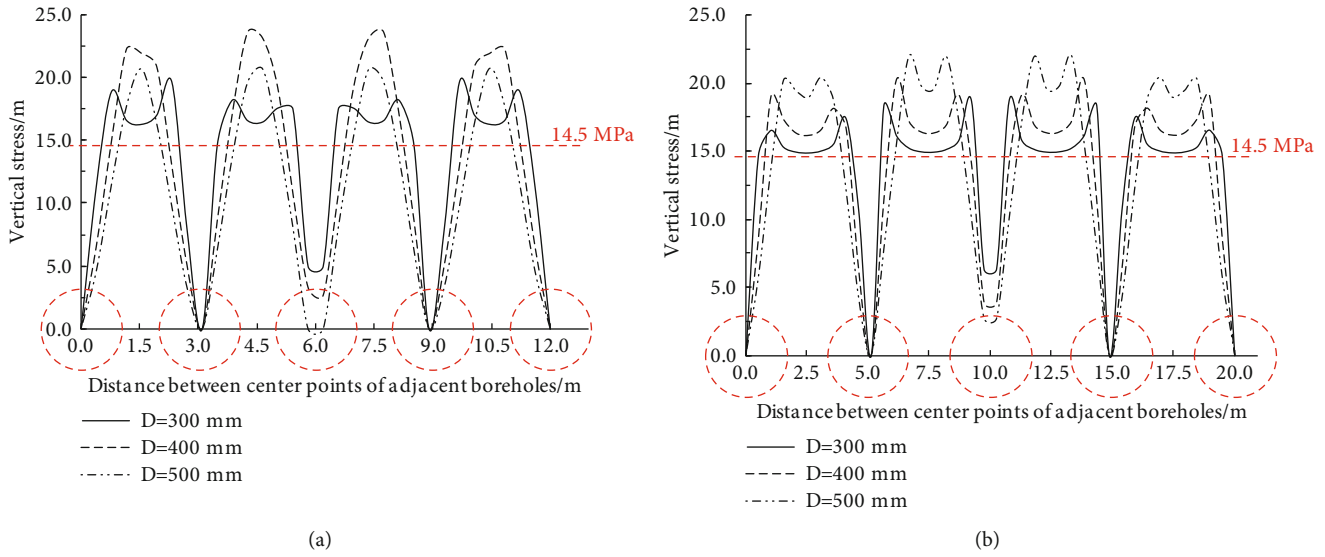 25.0
20.0
15.0
10.0
5.0
0.0
Vertical stress/m
14.5 MPa
0.0 1.5 3.0 4.5 6.0 7.5 9.0 10.5 12.0
Distance between center points of adjacent boreholes/m
D=300 mm
D=400 mm
D=500 mm
(a)
25.0
20.0
15.0
10.0
5.0
0.0
Vertical stress/m
14.5 MPa
0.0 2.5 5.0 7.5 10.0 12.5 15.0 17.5 20.0
Distance between center points of adjacent boreholes/m
D=300 mm
D=400 mm
D=500 mm
(b)